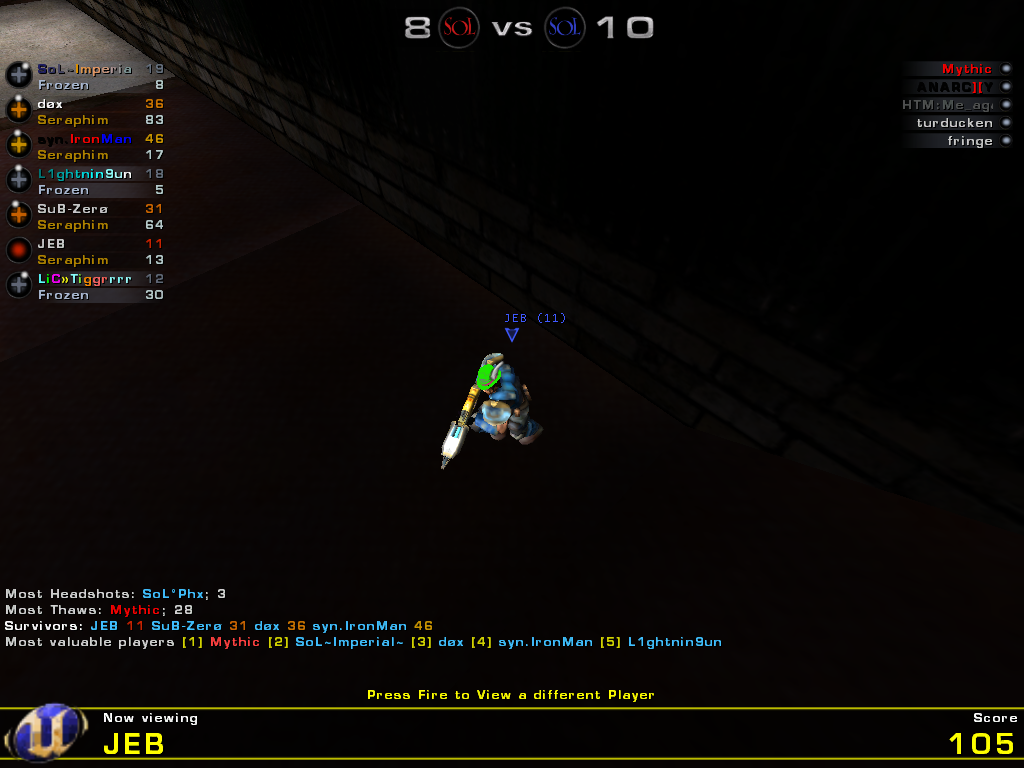 8 SOL vs SOL 10
SoL~Imperia 19
Frozen 8
døx 36
Seraphim 83
syn.IronMan 46
Seraphim 17
L1ghtnin9un 18
Frozen 5
SuB-Zerø 31
Seraphim 64
JEB 11
Seraphim 13
LiC»Tiggrrrr 12
Frozen 30
Mythic
ANARC][Y
HTM:Me_age
turducken
fringe
JEB (11)
Most Headshots: SoL°Phx; 3
Most Thaws: Mythic; 28
Survivors: JEB 11 SuB-Zerø 31 døx 36 syn.IronMan 46
Most valuable players [1] Mythic [2] SoL~Imperial~ [3] døx [4] syn.IronMan [5] L1ghtnin9un
Press Fire to View a different Player
Now viewing
JEB
Score
105